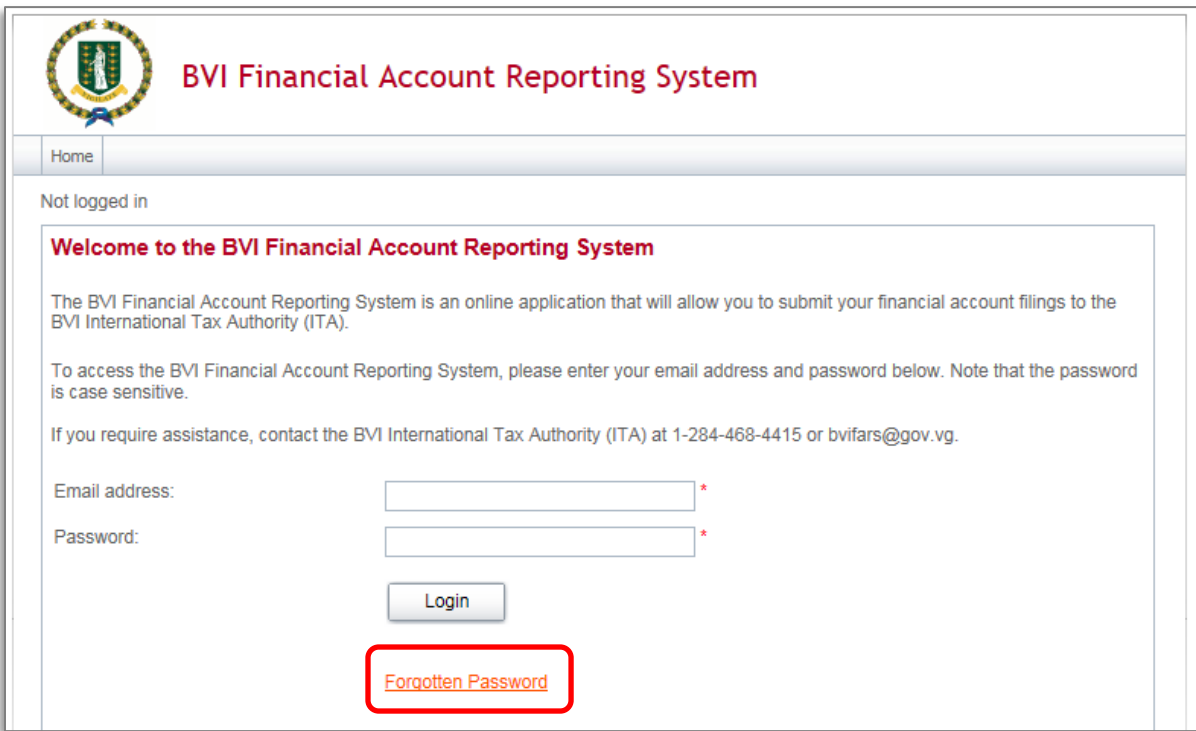 VIGILATE
BVI Financial Account Reporting System
Home
Not logged in
Welcome to the BVI Financial Account Reporting System
The BVI Financial Account Reporting System is an online application that will allow you to submit your financial account filings to the
BVI International Tax Authority (ITA).
To access the BVI Financial Account Reporting System, please enter your email address and password below. Note that the password
is case sensitive.
If you require assistance, contact the BVI International Tax Authority (ITA) at 1-284-468-4415 or bvifars@gov.vg.
Email address: *
Password: *
Login
Forgotten Password